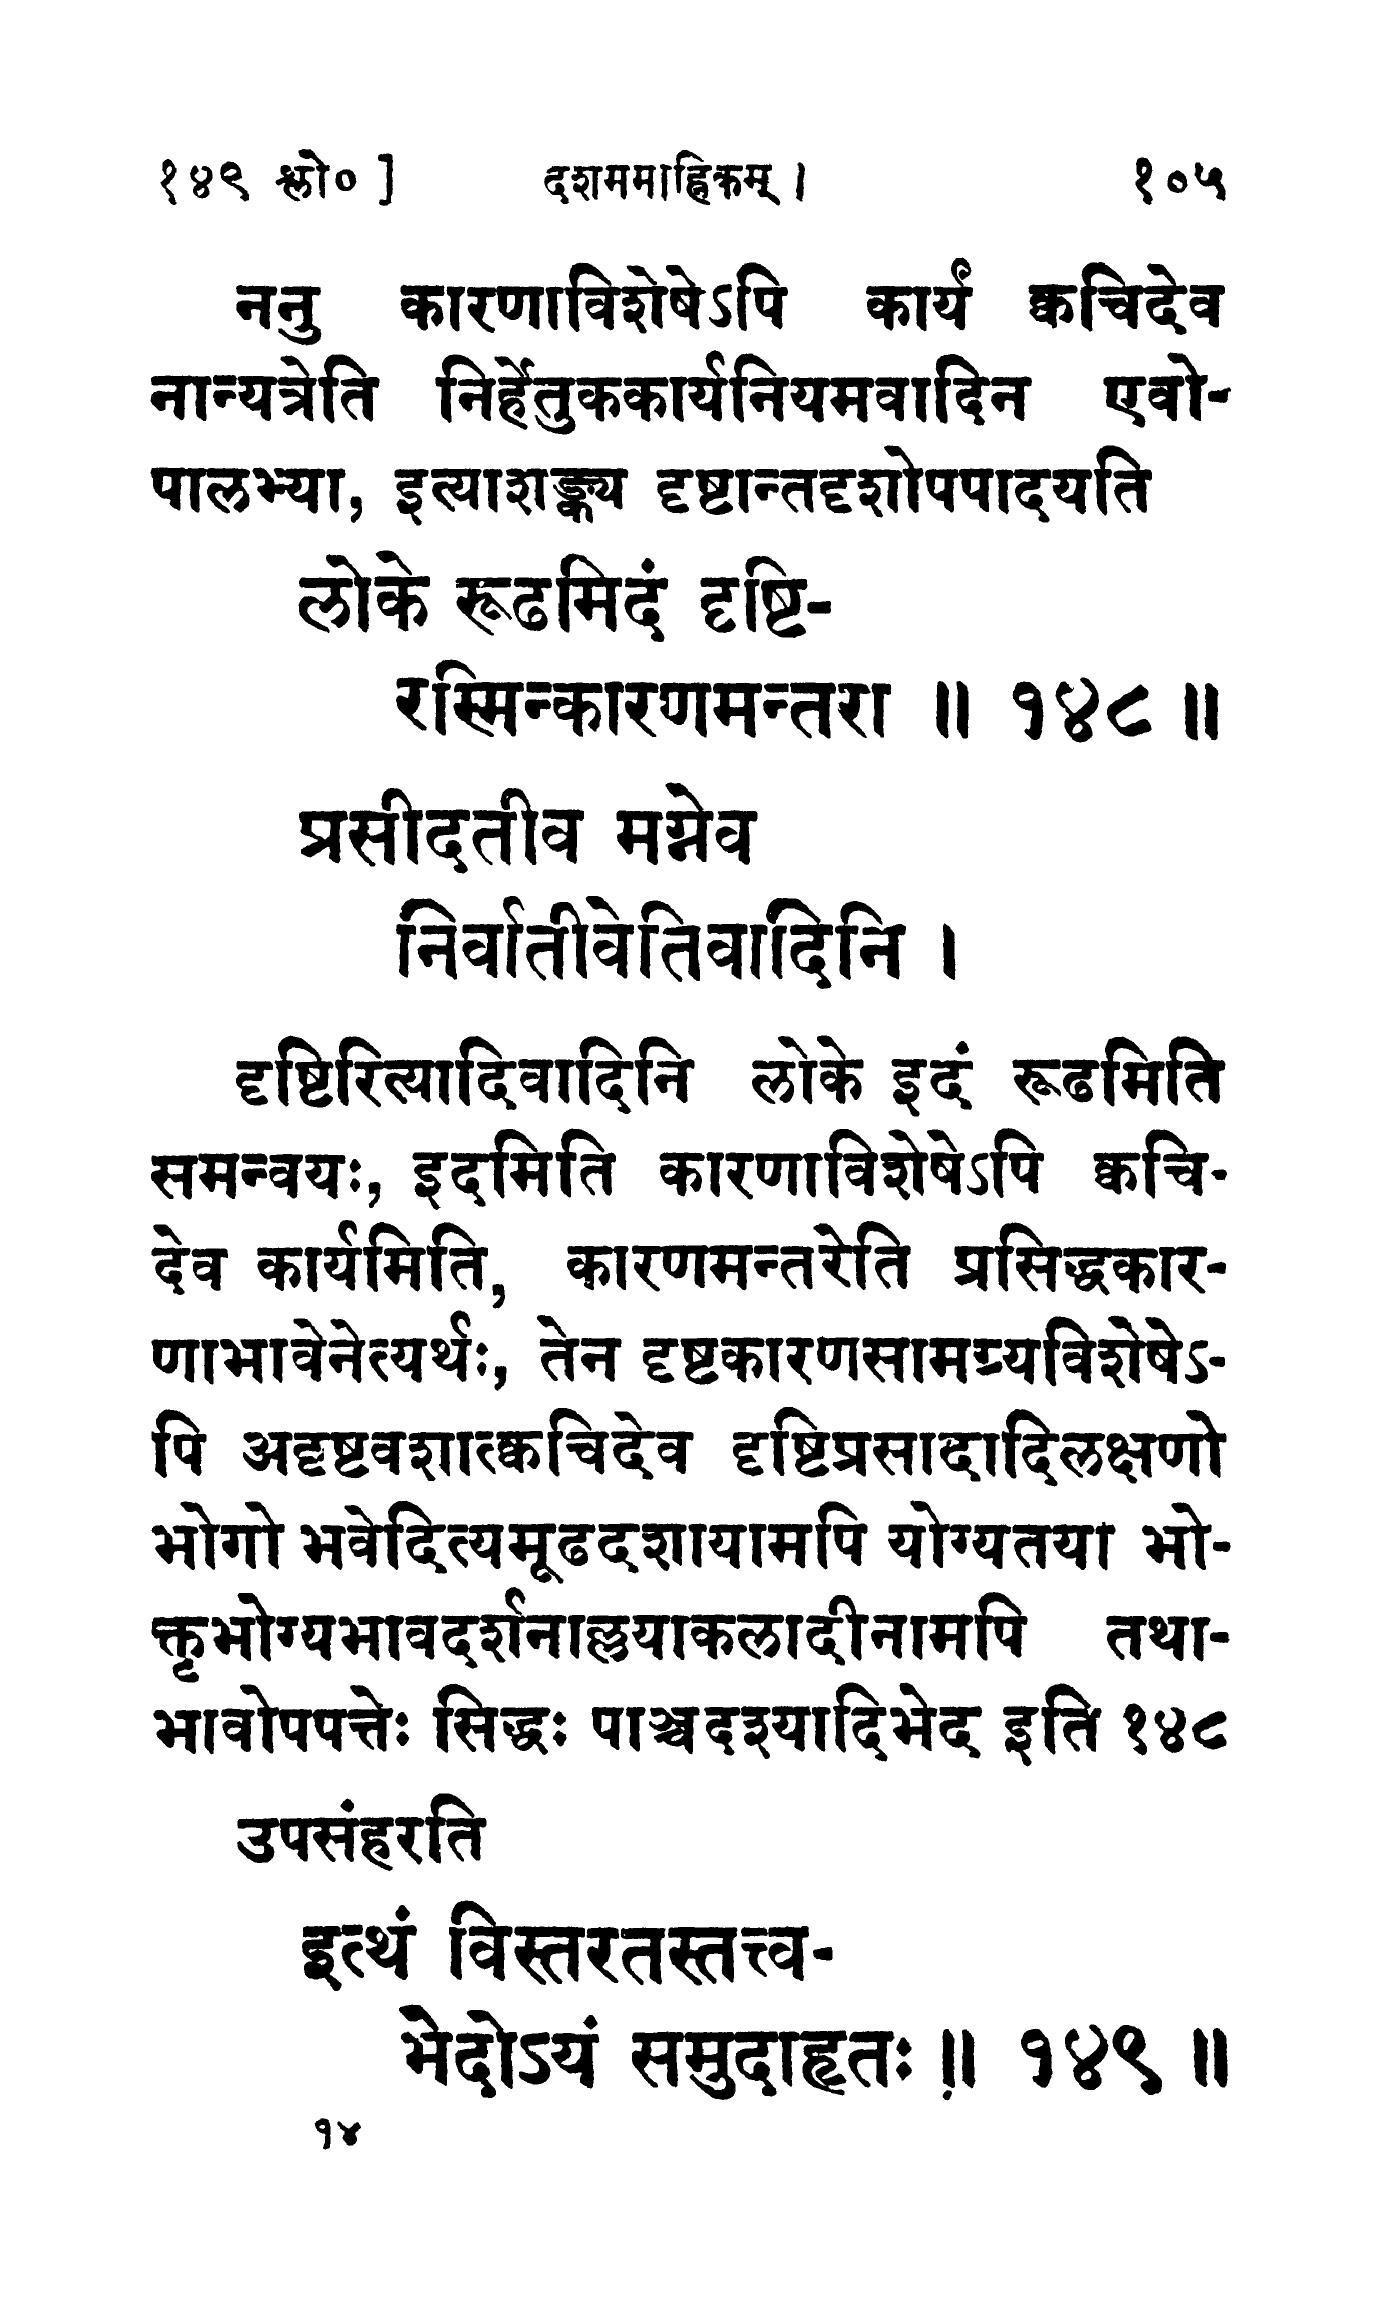 १४९ श्लो० ] दशममाह्निकम् । १०५
ननु कारणाविशेषेऽपि कार्यं क्वचिदेव
नान्यत्रेति निर्हेतुककार्यनियमवादिन एवो-
पालभ्या, इत्याशङ्क्य दृष्टान्तदृशोपपादयति
लोके रूढमिदं दृष्टि-
रस्मिन्कारणमन्तरा ॥ १४८ ॥
प्रसीदतीव मग्नेव
निर्वातीवेतिवादिनि ।
दृष्टिरित्यादिवादिनि लोके इदं रूढमिति
समन्वयः, इदमिति कारणाविशेषेऽपि क्वचि-
देव कार्यमिति, कारणमन्तरेति प्रसिद्धकार-
णाभावेनेत्यर्थः, तेन दृष्टकारणसामग्र्यविशेषेऽ-
पि अदृष्टवशात्क्वचिदेव दृष्टिप्रसादादिलक्षणो
भोगो भवेदित्यमूढदशायामपि योग्यतया भो-
क्तृभोग्यभावदर्शनाल्लयाकलादीनामपि तथा-
भावोपपत्तेः सिद्धः पाञ्चदश्यादिभेद इति १४८
उपसंहरति
इत्थं विस्तरतस्तत्त्व-
भेदोऽयं समुदाहृतः ॥ १४९ ॥
१४